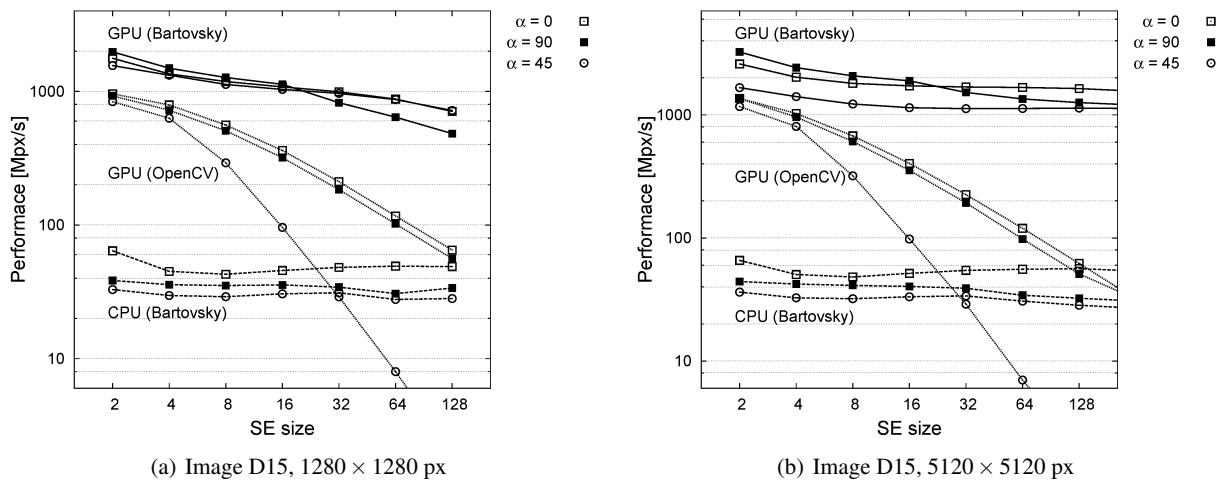 GPU (Bartovsky)
GPU (OpenCV)
CPU (Bartovsky)
α = 0
α = 90
α = 45
Performace [Mpx/s]
1000
100
10
2 4 8 16 32 64 128
SE size
(a) Image D15, 1280 × 1280 px
GPU (Bartovsky)
GPU (OpenCV)
CPU (Bartovsky)
α = 0
α = 90
α = 45
Performace [Mpx/s]
1000
100
10
2 4 8 16 32 64 128
SE size
(b) Image D15, 5120 × 5120 px